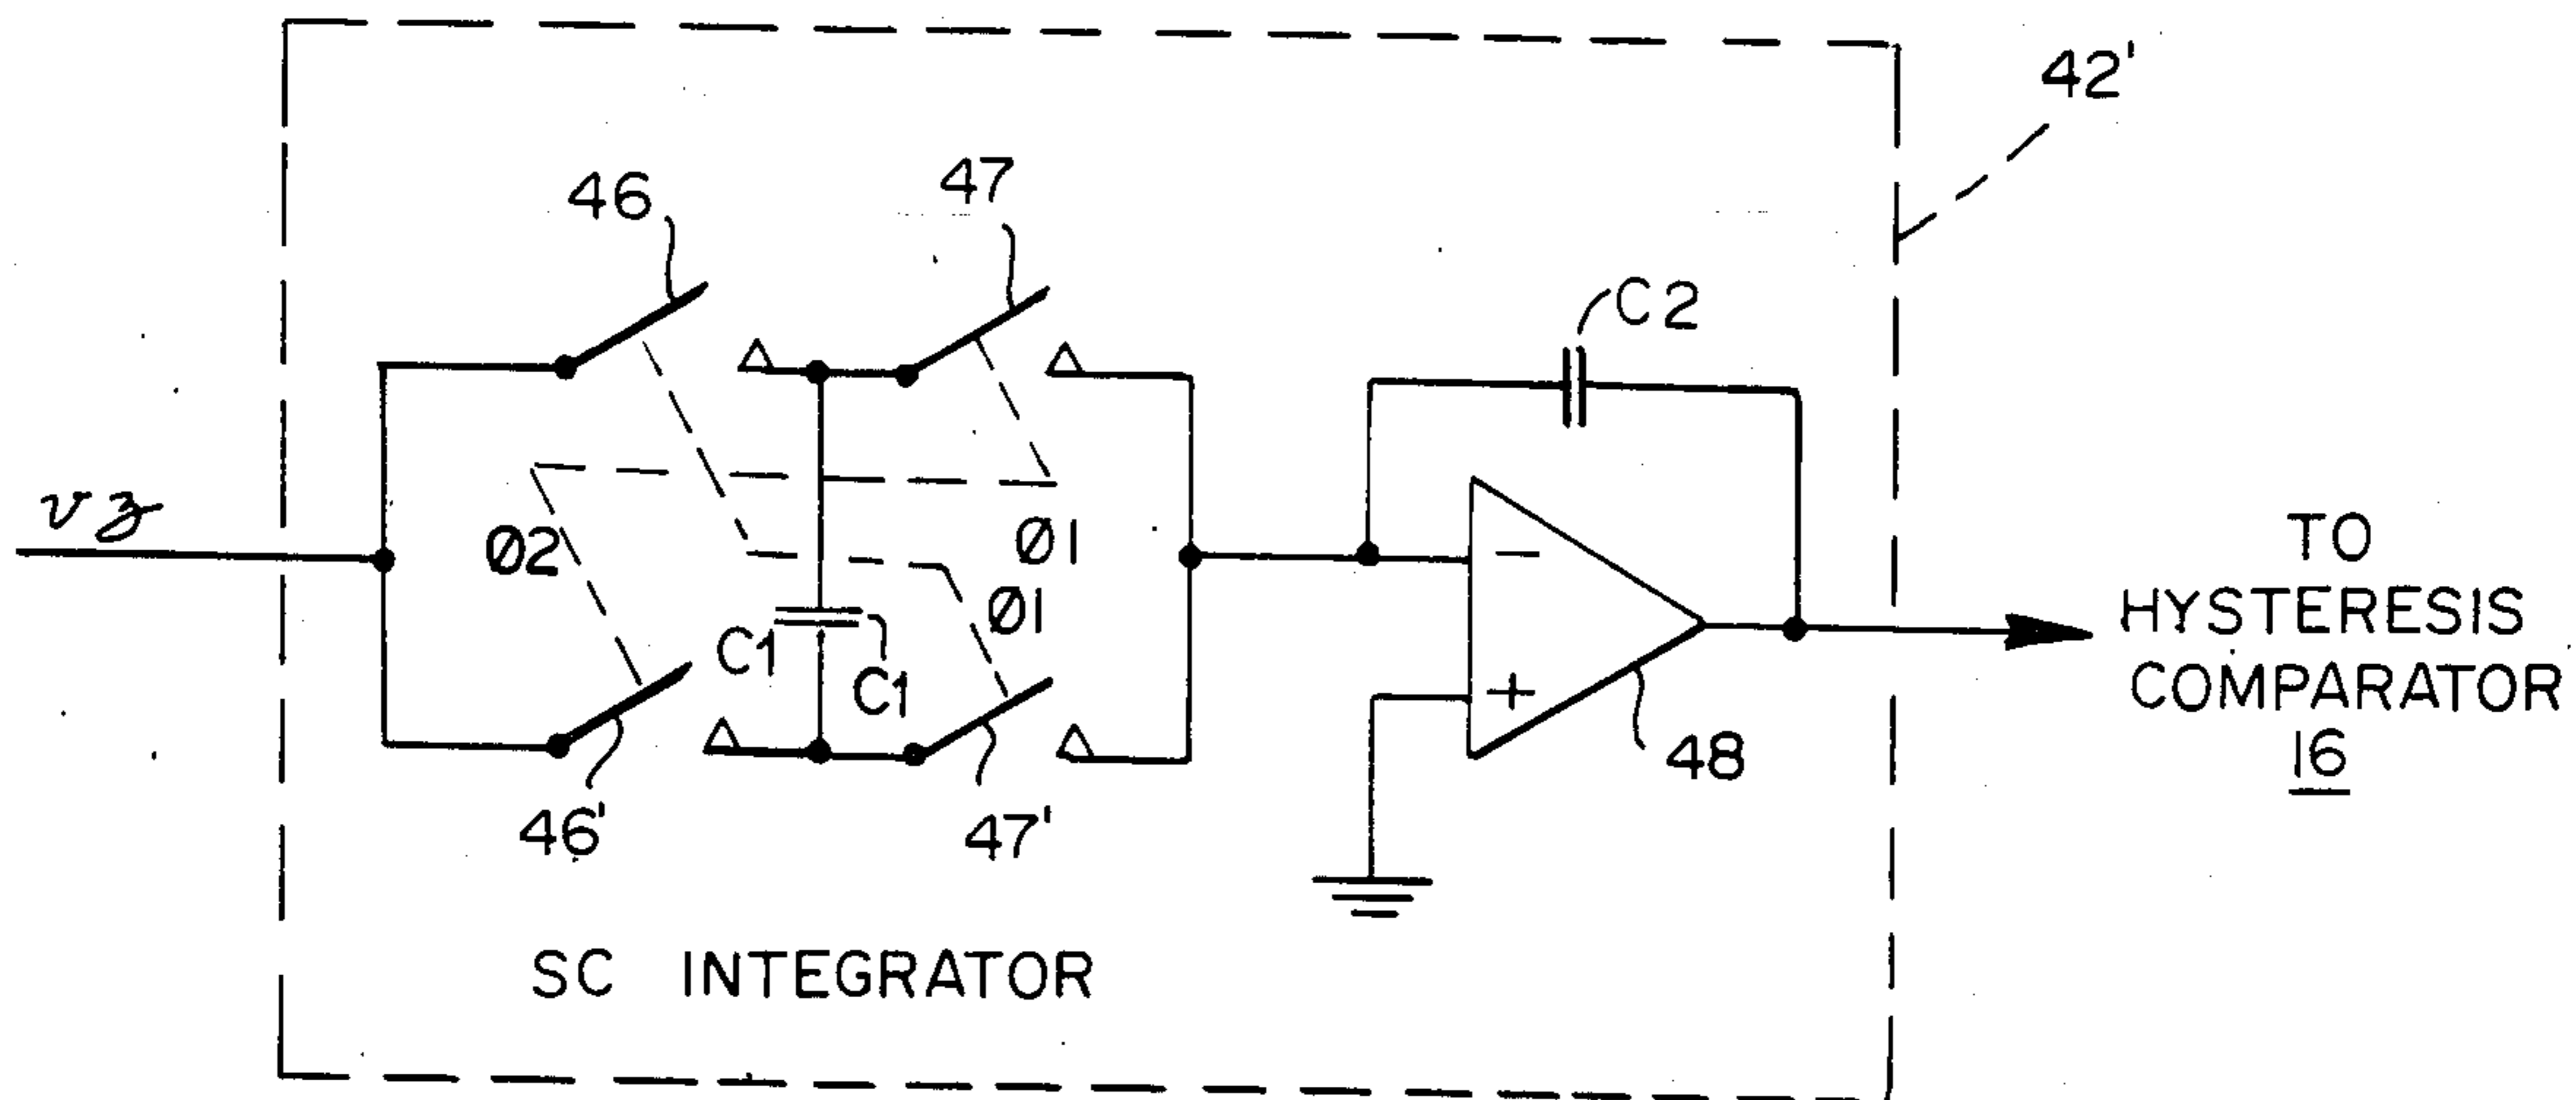 42'
46
47
C2
vz
Ø2
Ø1
Ø1
C1
C1
−
+
48
46'
47'
TO
HYSTERESIS
COMPARATOR
16
SC INTEGRATOR